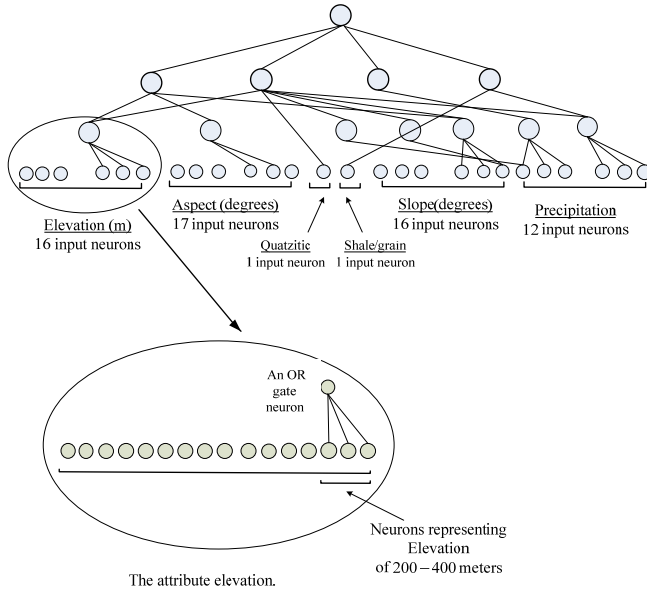 Elevation (m)
16 input neurons
Aspect (degrees)
17 input neurons
Quatzitic
1 input neuron
Shale/grain
1 input neuron
Slope(degrees)
16 input neurons
Precipitation
12 input neurons
An OR
gate
neuron
Neurons representing
Elevation
of 200 – 400 meters
The attribute elevation.